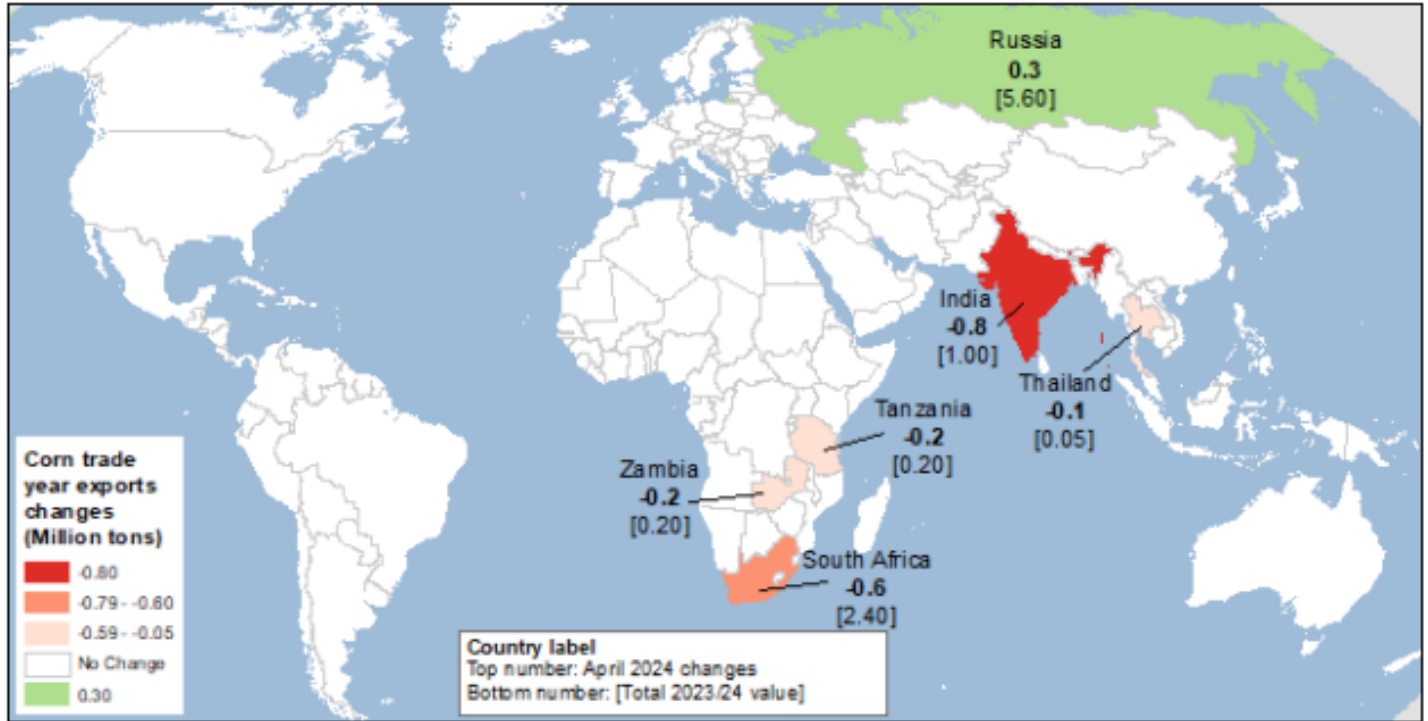 Russia
0.3
[5.60]
India
-0.8
[1.00]
Thailand
-0.1
[0.05]
Tanzania
-0.2
[0.20]
Zambia
-0.2
[0.20]
South Africa
-0.6
[2.40]
Corn trade
year exports
changes
(Million tons)
-0.80
-0.79 - -0.60
-0.59 - -0.05
No Change
0.30
Country label
Top number: April 2024 changes
Bottom number: [Total 2023/24 value]